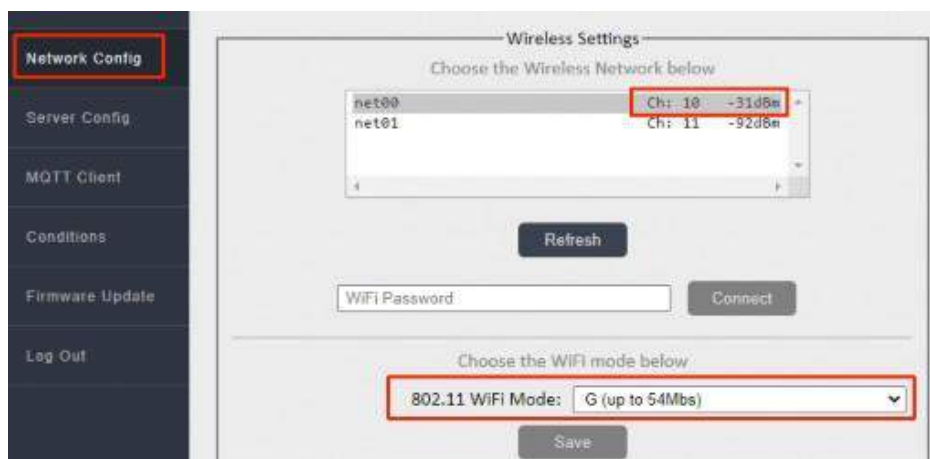 Network Config
Server Config
MQTT Client
Conditions
Firmware Update
Log Out
Wireless Settings
Choose the Wireless Network below
net00 Ch: 10 -31dBm
net01 Ch: 11 -92dBm
Refresh
WiFi Password Connect
Choose the WiFi mode below
802.11 WiFi Mode: G (up to 54Mbs)
Save